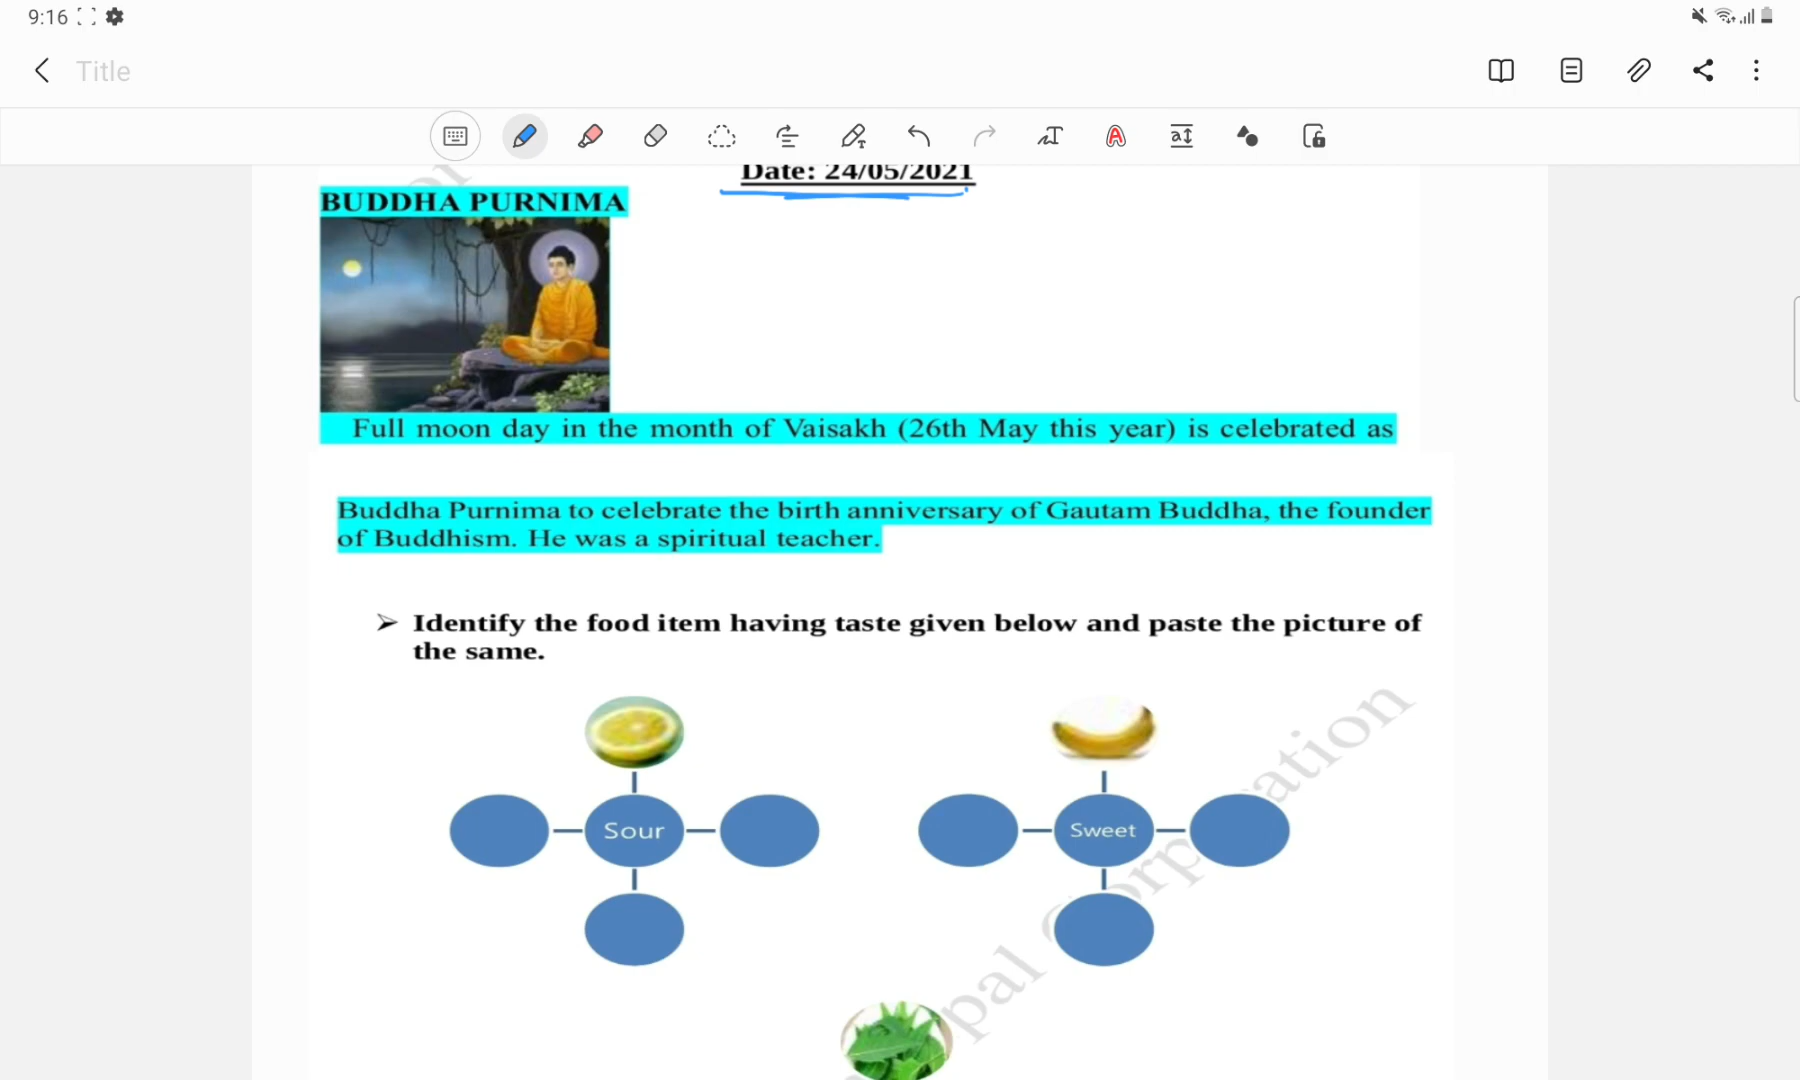 9:16
Title
Date: 24/05/2021
BUDDHA PURNIMA
Full moon day in the month of Vaisakh (26th May this year) is celebrated as
Buddha Purnima to celebrate the birth anniversary of Gautam Buddha, the founder
of Buddhism. He was a spiritual teacher.
➢ Identify the food item having taste given below and paste the picture of
the same.
Sour
Sweet